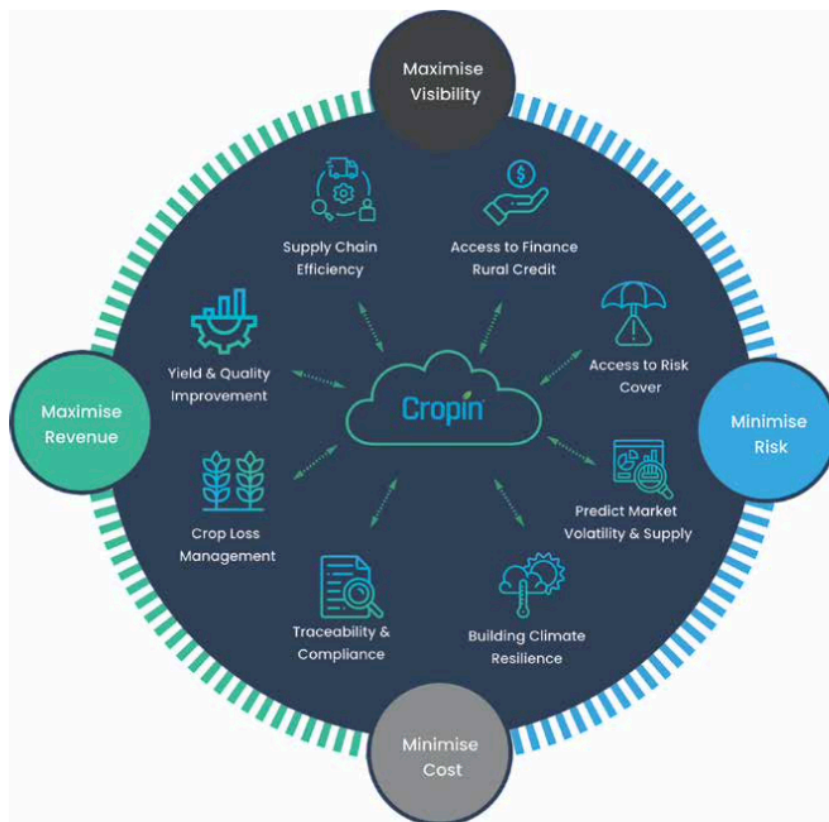 Maximise
Visibility
Supply Chain
Efficiency
Access to Finance
Rural Credit
Yield & Quality
Improvement
Access to Risk
Cover
Maximise
Revenue
Cropin
Minimise
Risk
Crop Loss
Management
Predict Market
Volatility & Supply
Traceability &
Compliance
Building Climate
Resilience
Minimise
Cost